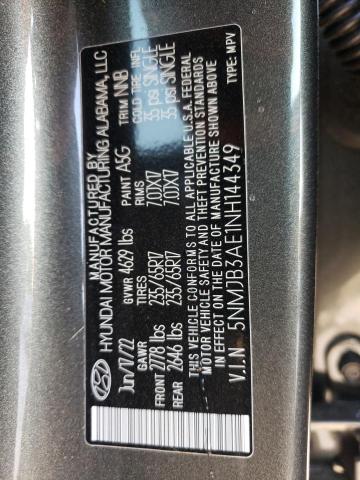 MANUFACTURED BY
HYUNDAI MOTOR MANUFACTURING ALABAMA, LLC
Jun/17/22 GVWR 4629 lbs PAINT A5G TRIM NNB
GAWR TIRES RIMS COLD TIRE INFL
FRONT 2778 lbs 235/65R17 7.0JX17 35 psi SINGLE
REAR 2646 lbs 235/65R17 7.0JX17 35 psi SINGLE
THIS VEHICLE CONFORMS TO ALL APPLICABLE U.S.A. FEDERAL
MOTOR VEHICLE SAFETY AND THEFT PREVENTION STANDARDS
IN EFFECT ON THE DATE OF MANUFACTURE SHOWN ABOVE.
V.I.N. 5NMJB3AE1NH144349 TYPE: MPV